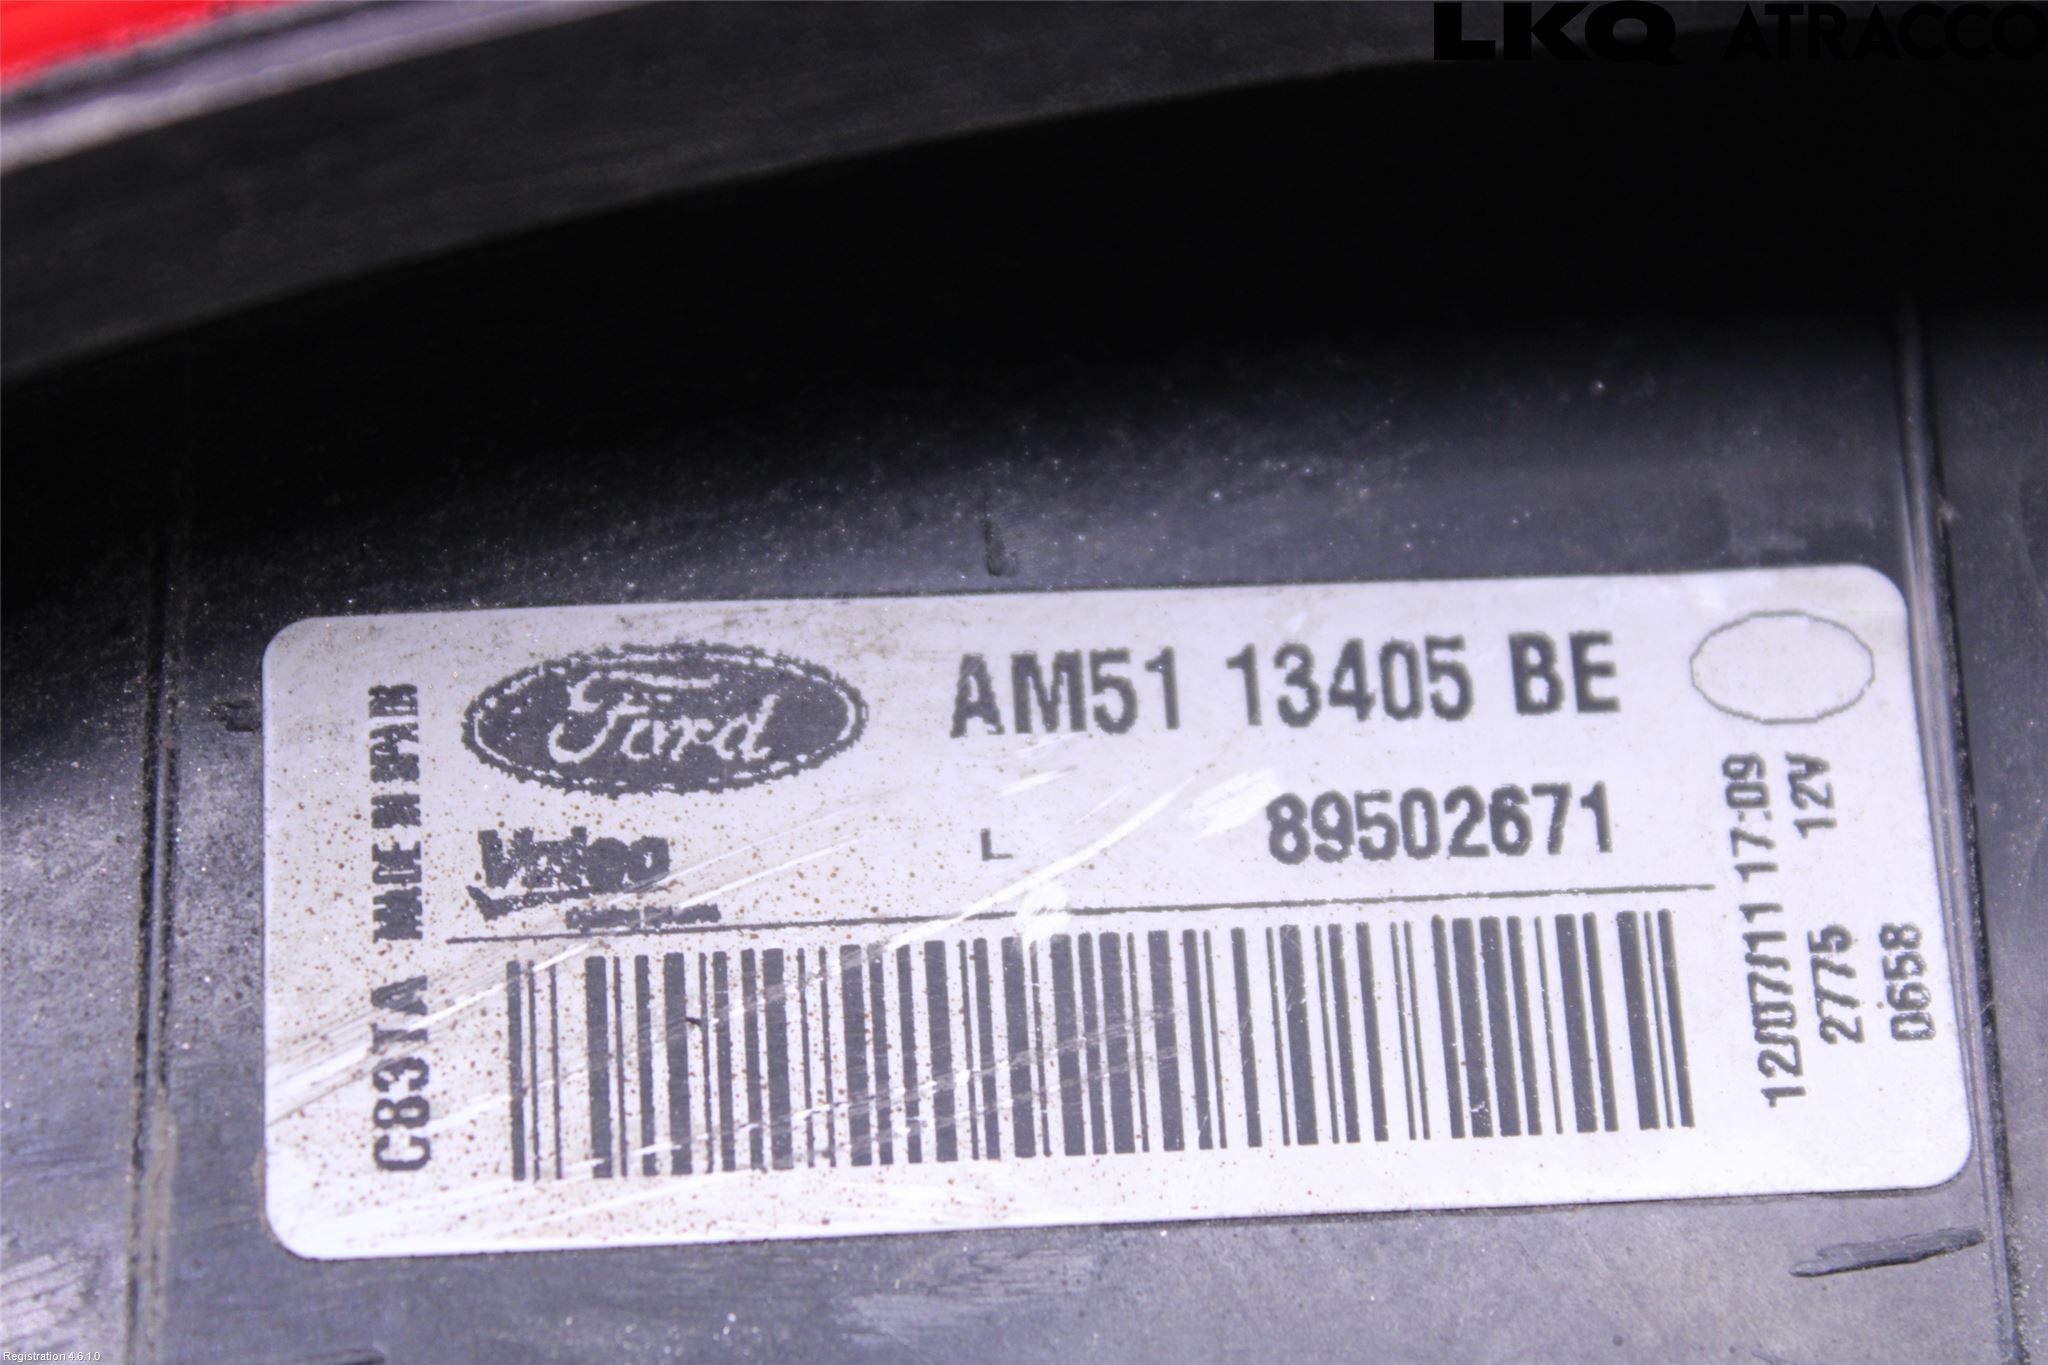 LKQ ATRACCO
Ford
AM51 13405 BE
Valeo
L 89502671
C83TA MADE IN SPAIN
12/07/11 17:09
2775 12V
0658
Registration 4.6.1.0